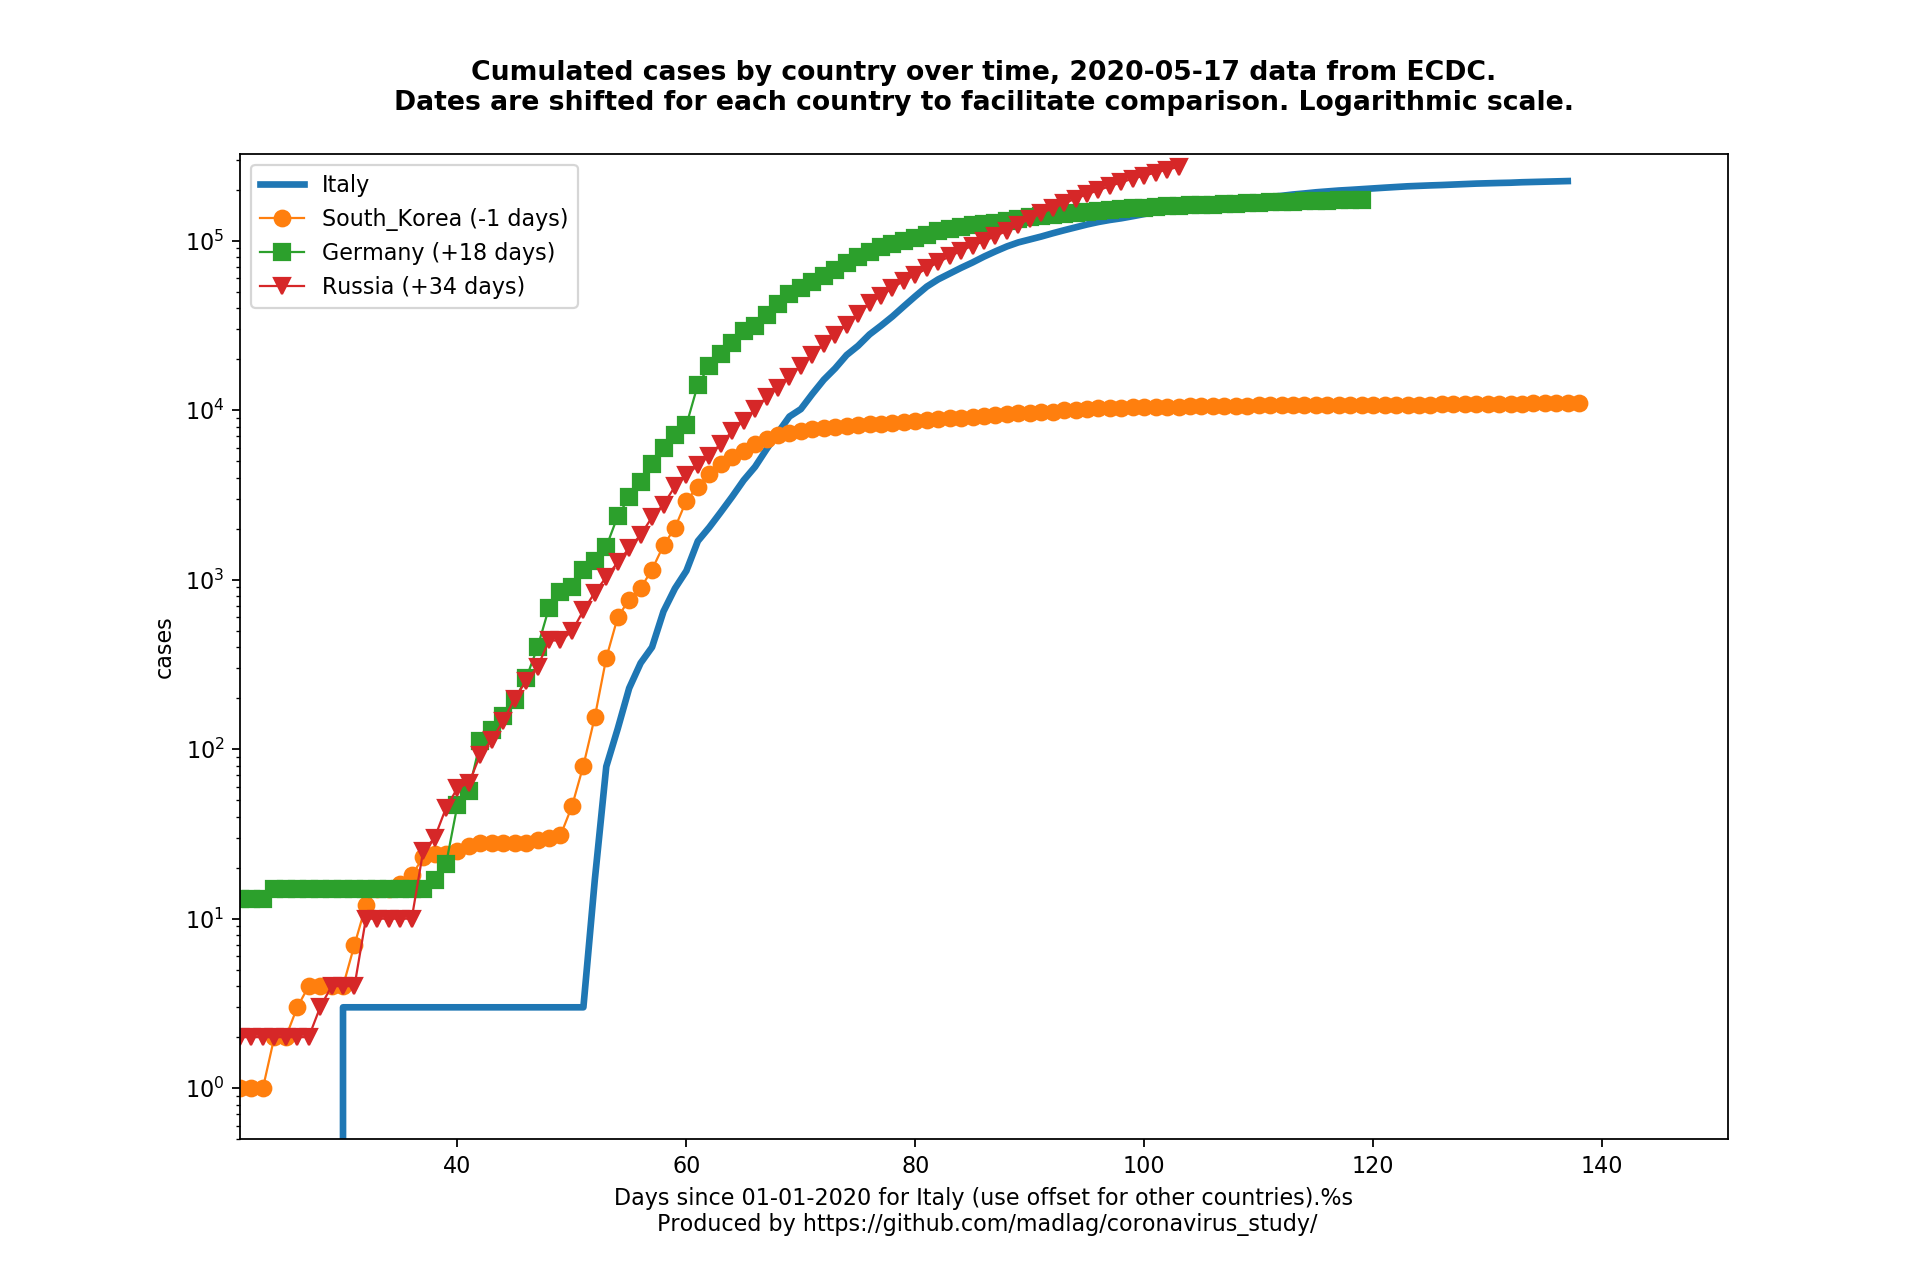 Cumulated cases by country over time, 2020-05-17 data from ECDC.
Dates are shifted for each country to facilitate comparison. Logarithmic scale.
Italy
South_Korea (-1 days)
Germany (+18 days)
Russia (+34 days)
10^5
10^4
10^3
10^2
10^1
10^0
cases
40 60 80 100 120 140
Days since 01-01-2020 for Italy (use offset for other countries).%s
Produced by https://github.com/madlag/coronavirus_study/